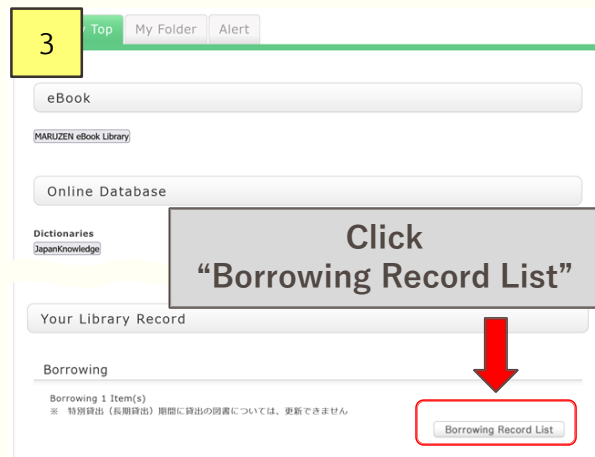 3
Top
My Folder
Alert
eBook
MARUZEN eBook Library
Online Database
Dictionaries
JapanKnowledge
Click
“Borrowing Record List”
Your Library Record
Borrowing
Borrowing 1 Item(s)
※ 特別貸出（長期貸出）期間に貸出の図書については、更新できません
Borrowing Record List